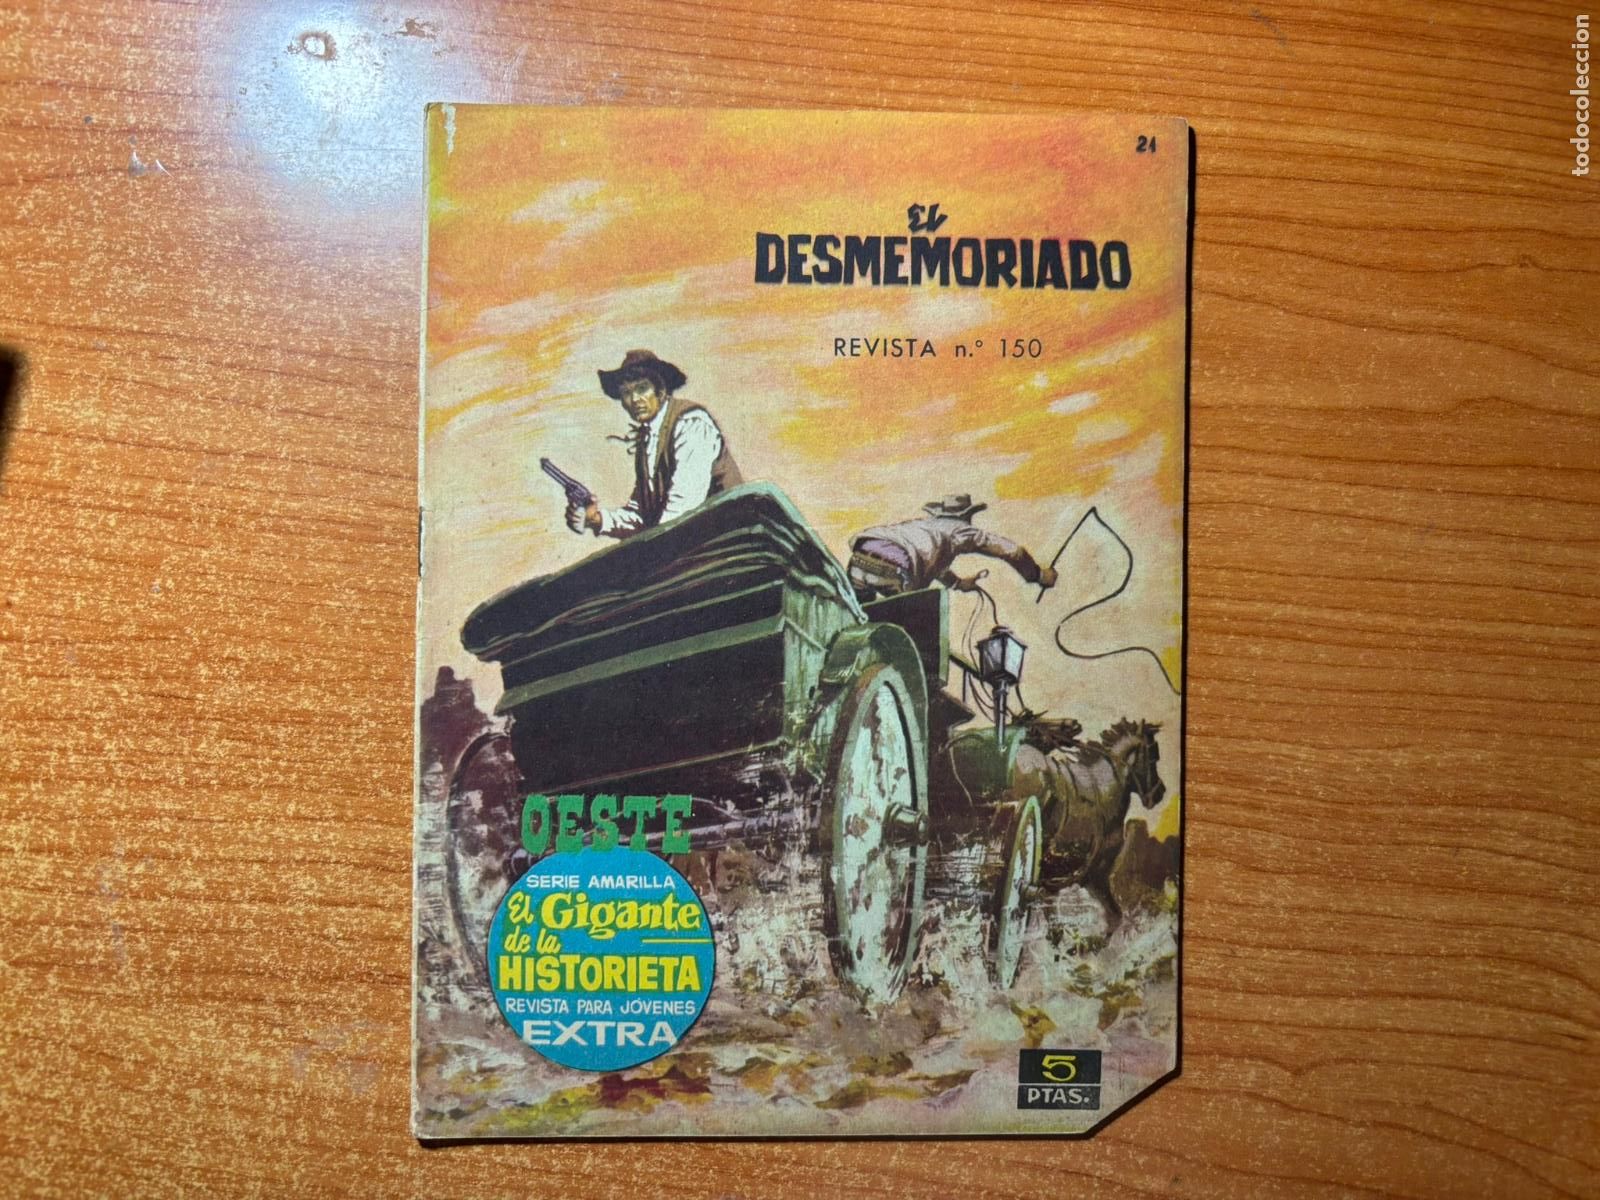 21
EL
DESMEMORIADO
REVISTA n.º 150
OESTE
SERIE AMARILLA
El Gigante
de la
HISTORIETA
REVISTA PARA JÓVENES
EXTRA
5
PTAS.
todocoleccion